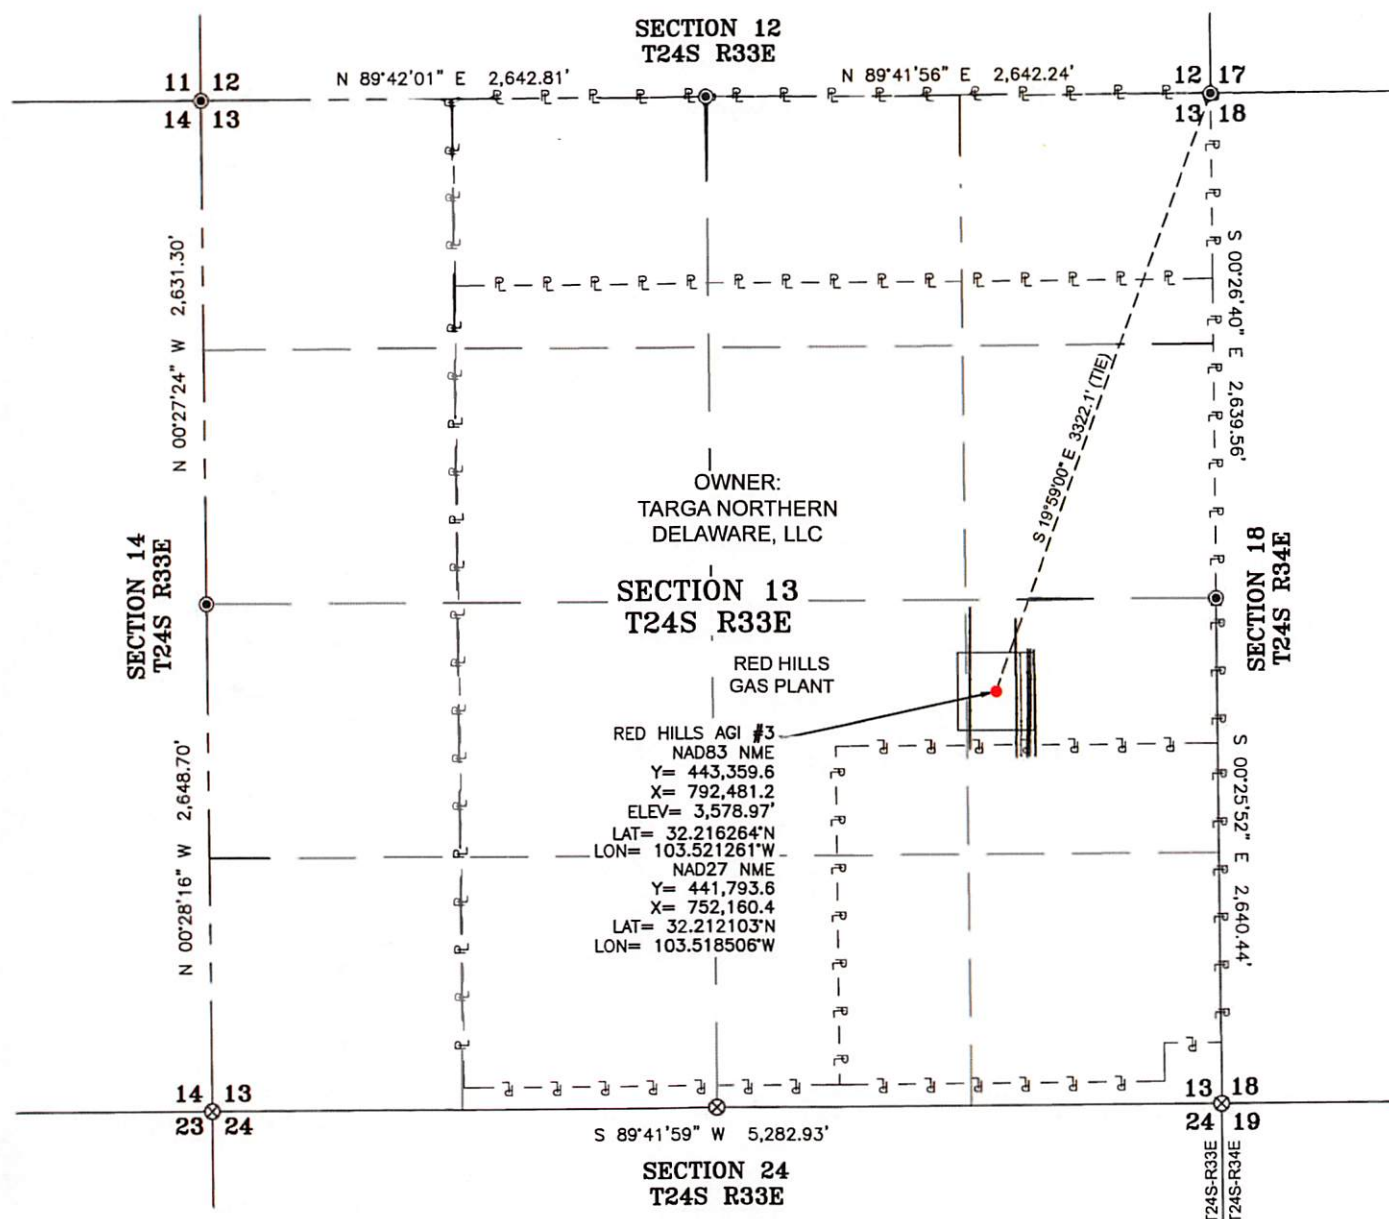 SECTION 12
T24S R33E
N 89°42'01" E 2,642.81'
N 89°41'56" E 2,642.24'
11 12
14 13
12 17
13 18
N 00°27'24" W 2,631.30'
S 00°26'40" E 2,639.56'
S 19°59'00" E 3322.1' (TIE)
OWNER:
TARGA NORTHERN
DELAWARE, LLC
SECTION 14
T24S R33E
SECTION 13
T24S R33E
SECTION 18
T24S R34E
RED HILLS
GAS PLANT
RED HILLS AGI #3
NAD83 NME
Y= 443,359.6
X= 792,481.2
ELEV= 3,578.97'
LAT= 32.216264°N
LON= 103.521261°W
NAD27 NME
Y= 441,793.6
X= 752,160.4
LAT= 32.212103°N
LON= 103.518506°W
N 00°28'16" W 2,648.70'
S 00°25'52" E 2,640.44'
14 13
23 24
13 18
24 19
S 89°41'59" W 5,282.93'
SECTION 24
T24S R33E
T24S-R33E
T24S-R34E